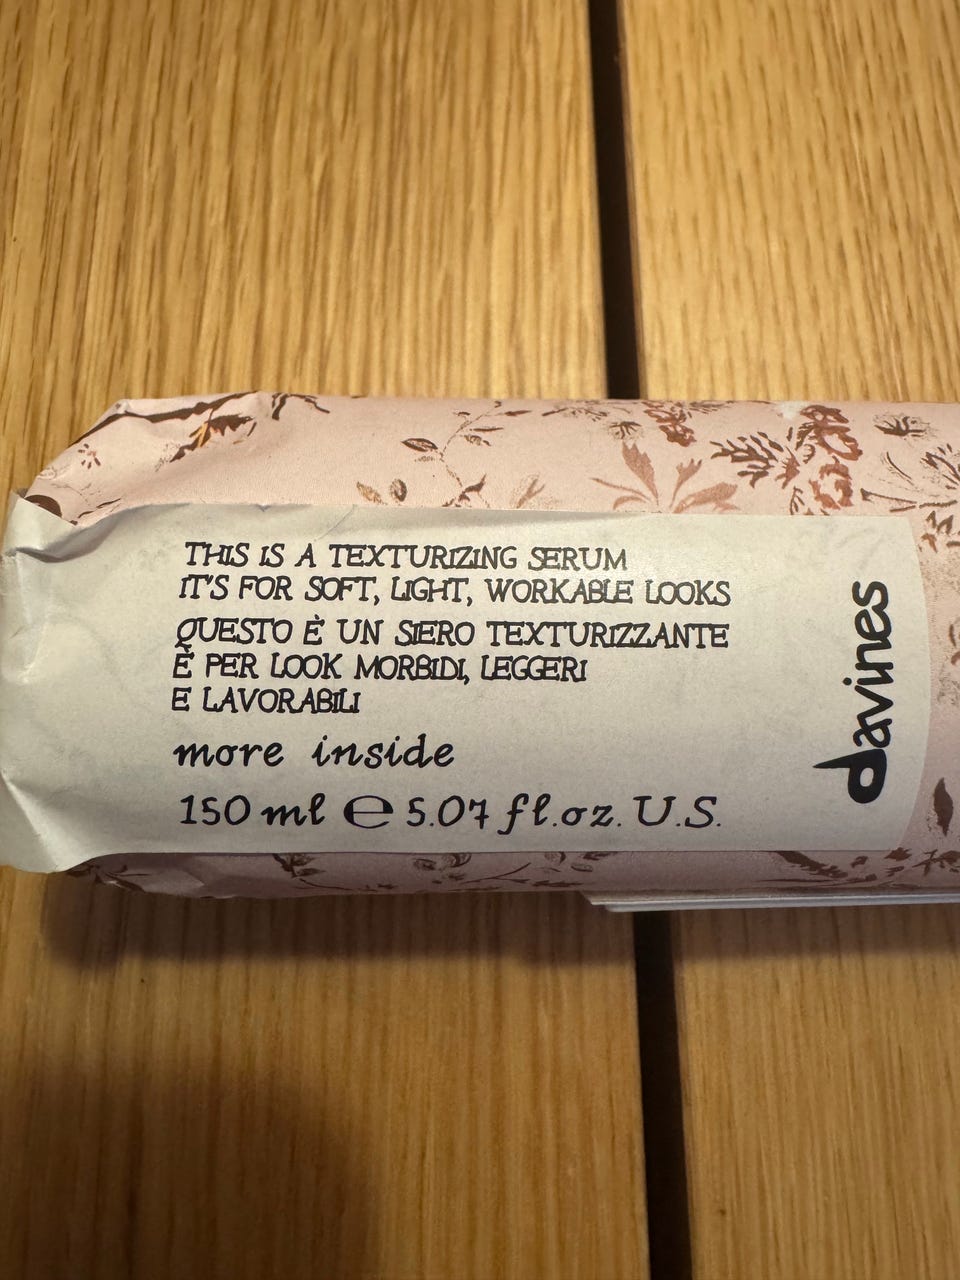 THIS IS A TEXTURIZING SERUM
IT'S FOR SOFT, LIGHT, WORKABLE LOOKS
QUESTO È UN SIERO TEXTURIZZANTE
È PER LOOK MORBIDI, LEGGERI
E LAVORABILI
more inside
150 ml ℮ 5.07 fl.oz. U.S.
davines